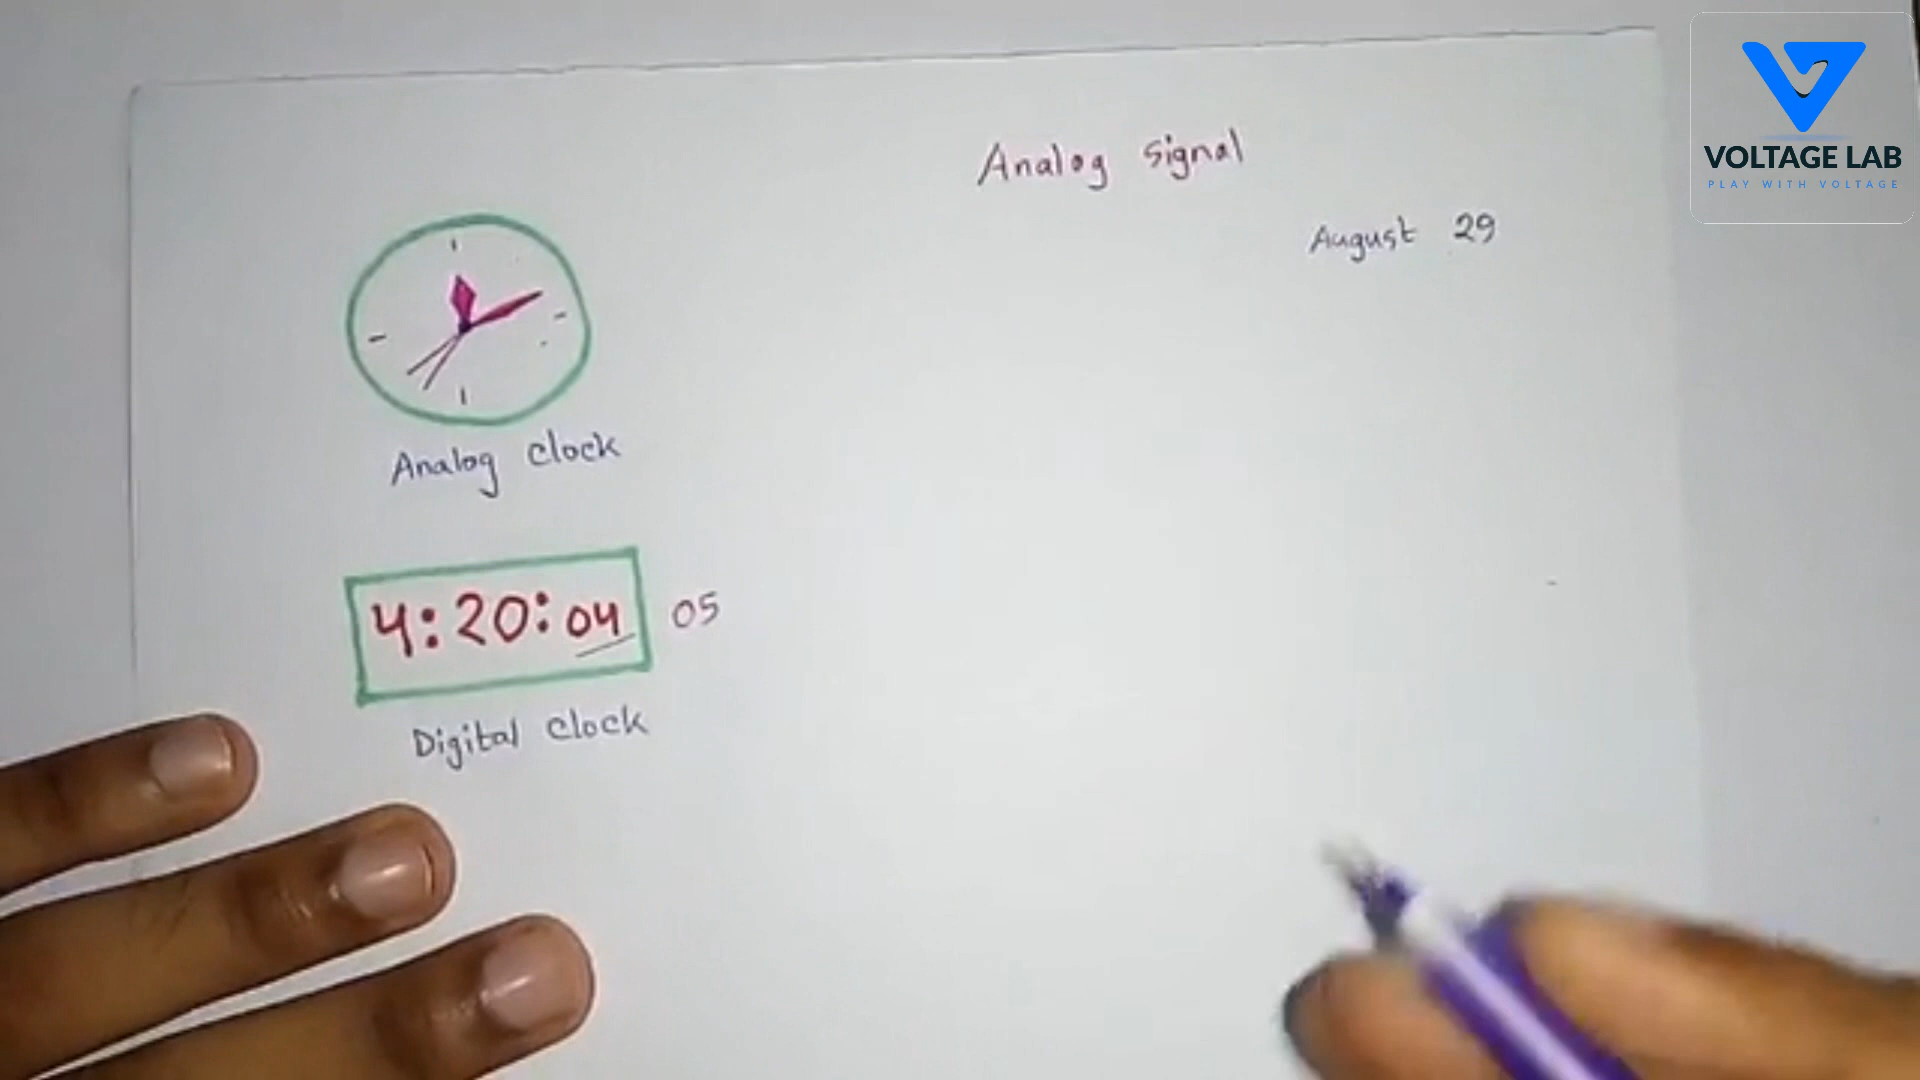 Analog Signal
August 29
Analog Clock
4:20:04 05
Digital Clock
VOLTAGE LAB
PLAY WITH VOLTAGE